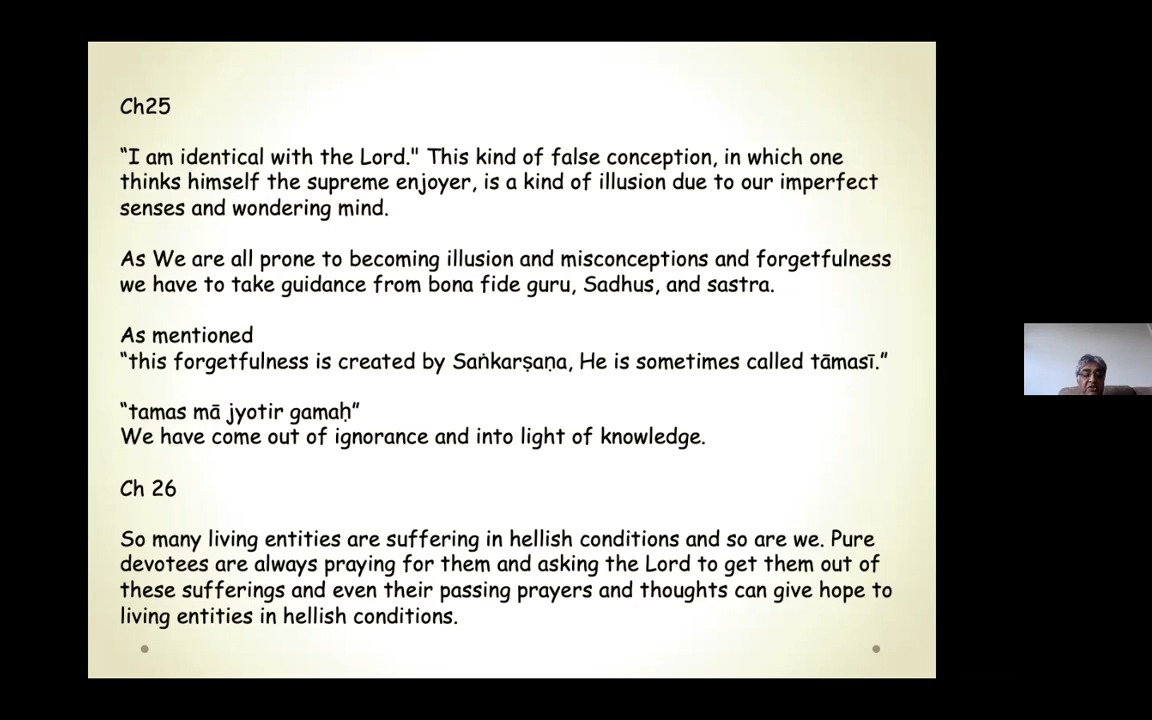 Ch25
“I am identical with the Lord." This kind of false conception, in which one
thinks himself the supreme enjoyer, is a kind of illusion due to our imperfect
senses and wondering mind.
As We are all prone to becoming illusion and misconceptions and forgetfulness
we have to take guidance from bona fide guru, Sadhus, and sastra.
As mentioned
“this forgetfulness is created by Saṅkarṣaṇa, He is sometimes called tāmasī.”
“tamas mā jyotir gamaḥ”
We have come out of ignorance and into light of knowledge.
Ch 26
So many living entities are suffering in hellish conditions and so are we. Pure
devotees are always praying for them and asking the Lord to get them out of
these sufferings and even their passing prayers and thoughts can give hope to
living entities in hellish conditions.